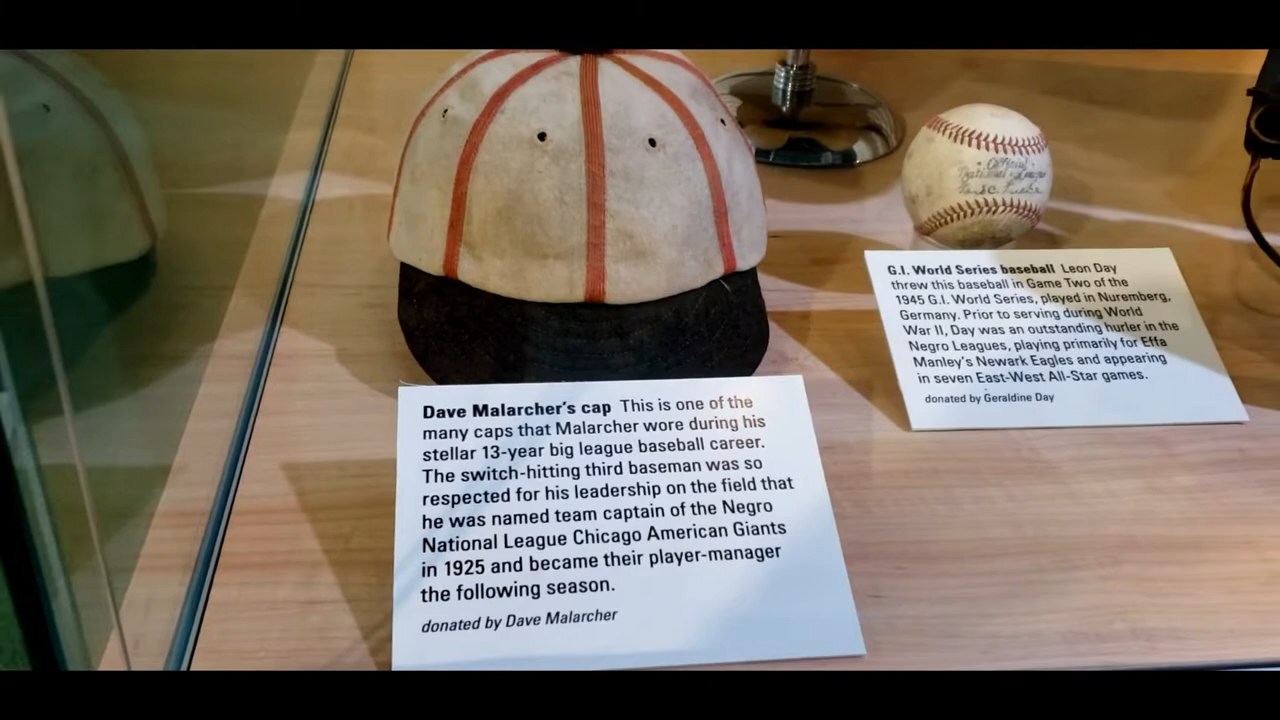 Official
National League
G.I. World Series baseball Leon Day
threw this baseball in Game Two of the
1945 G.I. World Series, played in Nuremberg,
Germany. Prior to serving during World
War II, Day was an outstanding hurler in the
Negro Leagues, playing primarily for Effa
Manley's Newark Eagles and appearing
in seven East-West All-Star games.
donated by Geraldine Day
Dave Malarcher's cap This is one of the
many caps that Malarcher wore during his
stellar 13-year big league baseball career.
The switch-hitting third baseman was so
respected for his leadership on the field that
he was named team captain of the Negro
National League Chicago American Giants
in 1925 and became their player-manager
the following season.
donated by Dave Malarcher